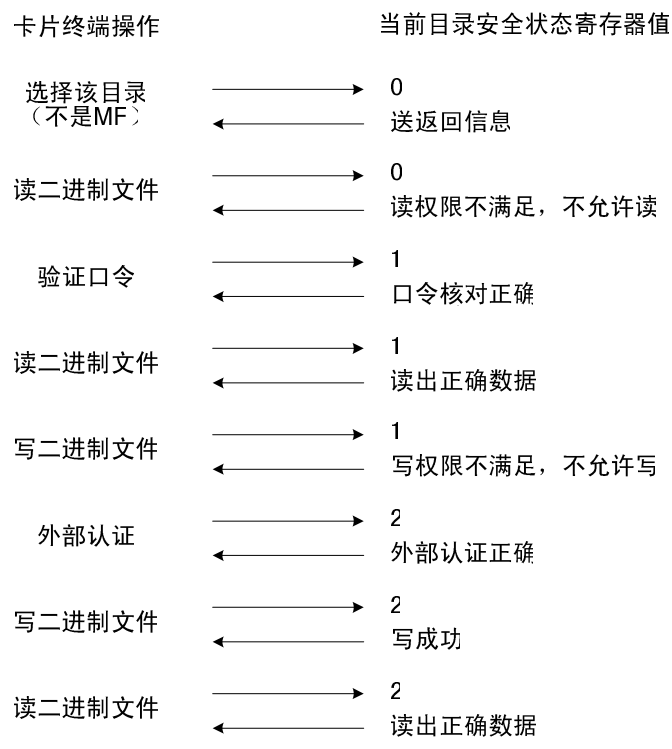 卡片终端操作
当前目录安全状态寄存器值
选择该目录
（不是MF）
0
送返回信息
读二进制文件
0
读权限不满足，不允许读
验证口令
1
口令核对正确
读二进制文件
1
读出正确数据
写二进制文件
1
写权限不满足，不允许写
外部认证
2
外部认证正确
写二进制文件
2
写成功
读二进制文件
2
读出正确数据